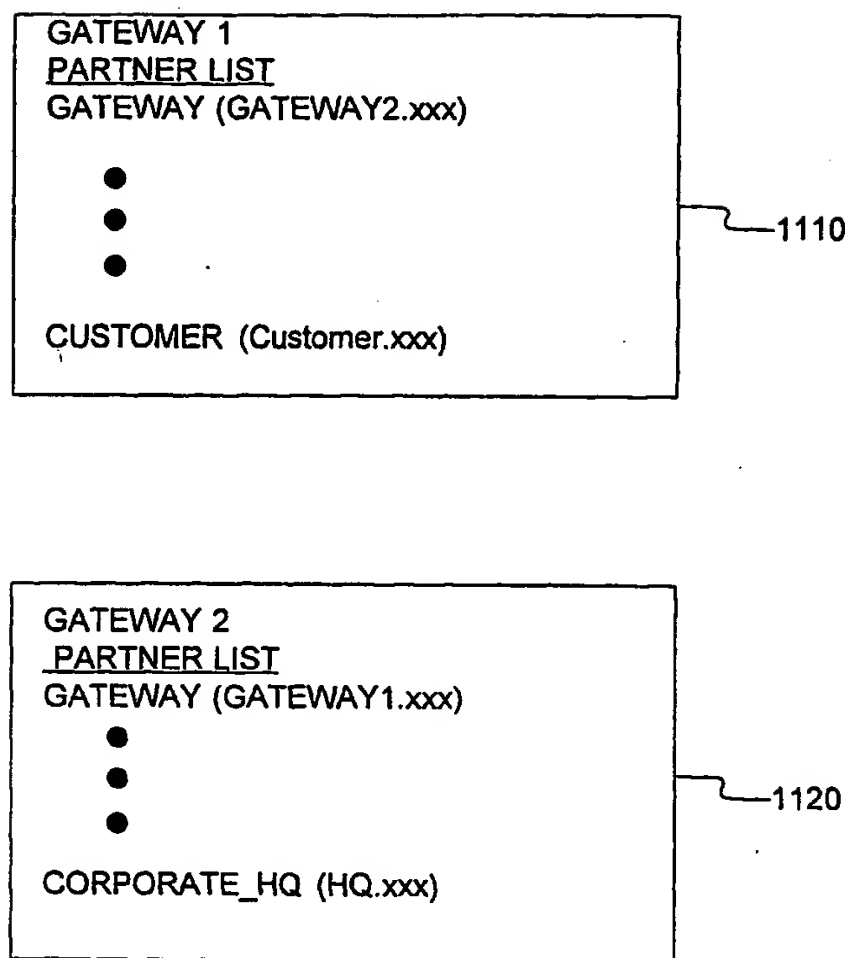 GATEWAY 1
PARTNER LIST
GATEWAY (GATEWAY2.xxx)
1110
CUSTOMER (Customer.xxx)
GATEWAY 2
PARTNER LIST
GATEWAY (GATEWAY1.xxx)
1120
CORPORATE_HQ (HQ.xxx)